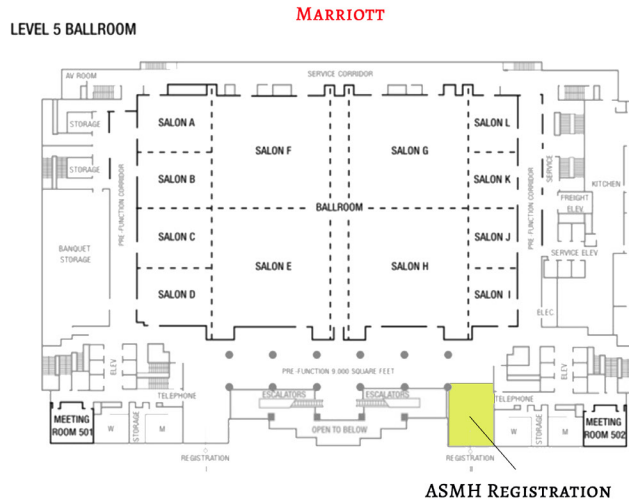 MARRIOTT
LEVEL 5 BALLROOM
AV ROOM
SERVICE CORRIDOR
STORAGE
SALON A
SALON L
SALON F
SALON G
STORAGE
SALON B
SALON K
PRE-FUNCTION CORRIDOR
PRE-FUNCTION CORRIDOR
SERVICE
KITCHEN
FREIGHT
ELEV
BALLROOM
BANQUET
STORAGE
SALON C
SALON J
SERVICE ELEV
SALON E
SALON H
SALON D
SALON I
ELEC
ELEV
PRE-FUNCTION 9,000 SQUARE FEET
ELEV
TELEPHONE
ESCALATORS
ESCALATORS
TELEPHONE
MEETING
ROOM 501
W
STORAGE
M
OPEN TO BELOW
W
STORAGE
M
MEETING
ROOM 502
REGISTRATION
I
REGISTRATION
II
ASMH REGISTRATION